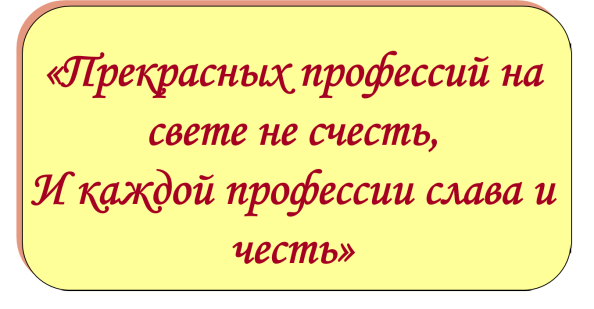 «Прекрасных профессий на
свете не счесть,
И каждой профессии слава и
честь»